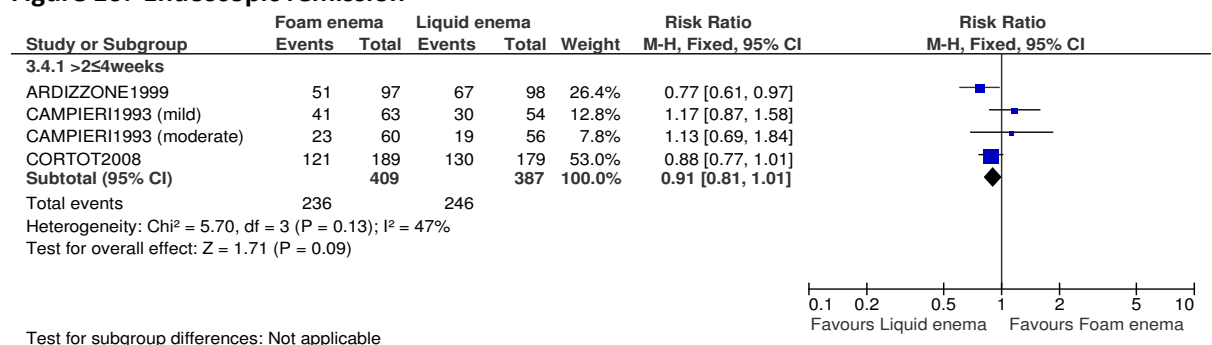 Foam enema Liquid enema Risk Ratio Risk Ratio
Study or Subgroup Events Total Events Total Weight M-H, Fixed, 95% CI M-H, Fixed, 95% CI
3.4.1 >2≤4weeks
ARDIZZONE1999 51 97 67 98 26.4% 0.77 [0.61, 0.97]
CAMPIERI1993 (mild) 41 63 30 54 12.8% 1.17 [0.87, 1.58]
CAMPIERI1993 (moderate) 23 60 19 56 7.8% 1.13 [0.69, 1.84]
CORTOT2008 121 189 130 179 53.0% 0.88 [0.77, 1.01]
Subtotal (95% CI) 409 387 100.0% 0.91 [0.81, 1.01]
Total events 236 246
Heterogeneity: Chi² = 5.70, df = 3 (P = 0.13); I² = 47%
Test for overall effect: Z = 1.71 (P = 0.09)
0.1 0.2 0.5 1 2 5 10
Favours Liquid enema Favours Foam enema
Test for subgroup differences: Not applicable